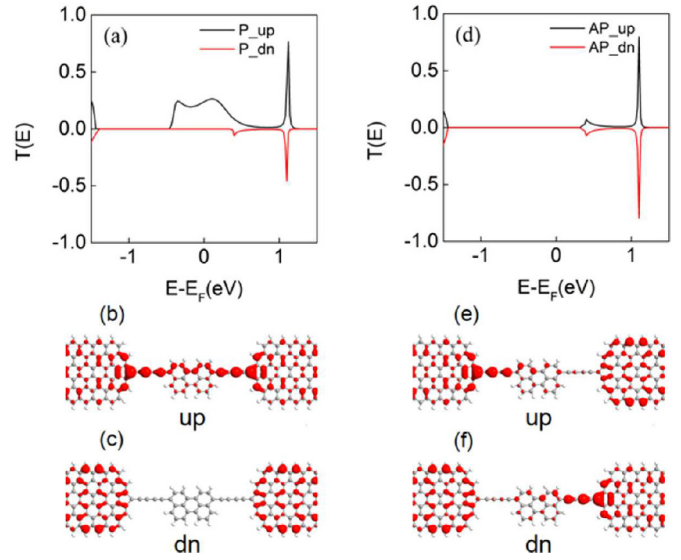 (a)
P_up
P_dn
1.0
0.5
0.0
-0.5
-1.0
T(E)
-1
0
1
E-E_F(eV)
(d)
AP_up
AP_dn
1.0
0.5
0.0
-0.5
-1.0
T(E)
-1
0
1
E-E_F(eV)
(b)
up
(c)
dn
(e)
up
(f)
dn